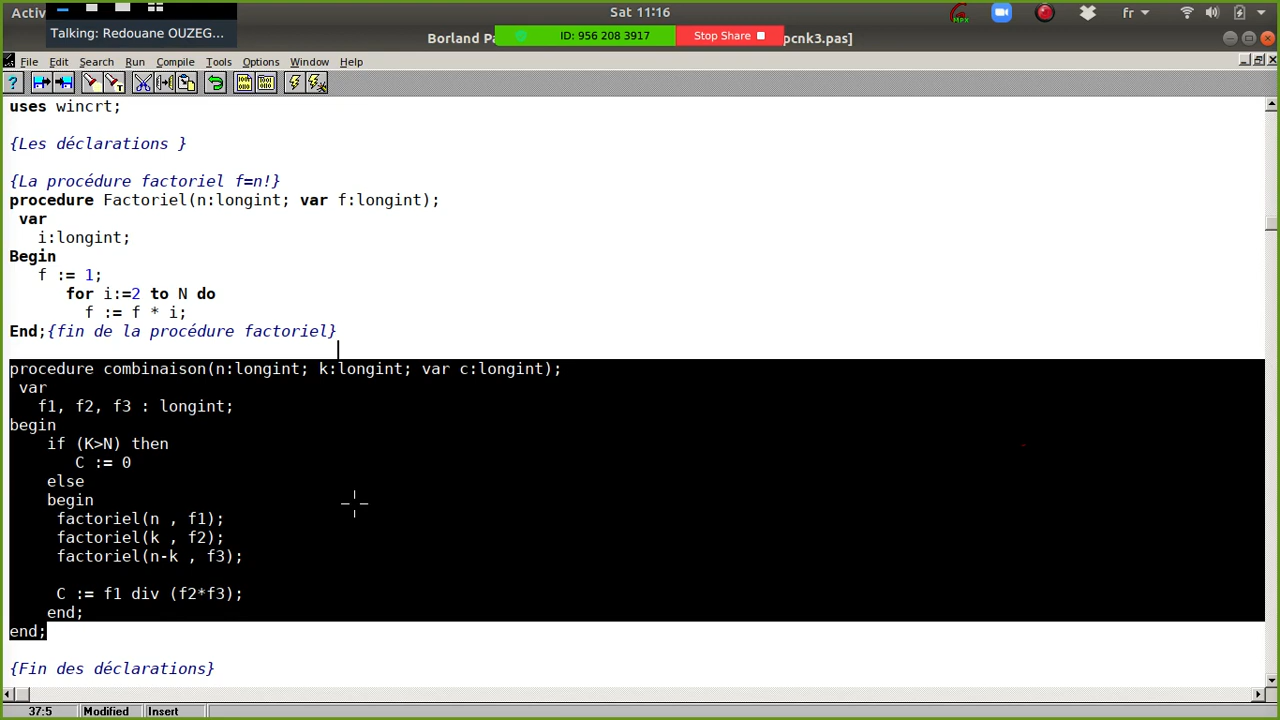 Activ
Sat 11:16
fr
Talking: Redouane OUZEG...
Borland Pa
ID: 956 208 3917
Stop Share
pcnk3.pas]
File Edit Search Run Compile Tools Options Window Help
uses wincrt;
{Les déclarations }
{La procédure factoriel f=n!}
procedure Factoriel(n:longint; var f:longint);
var
i:longint;
Begin
f := 1;
for i:=2 to N do
f := f * i;
End;{fin de la procédure factoriel}
procedure combinaison(n:longint; k:longint; var c:longint);
var
f1, f2, f3 : longint;
begin
if (K>N) then
C := 0
else
begin
factoriel(n , f1);
factoriel(k , f2);
factoriel(n-k , f3);
C := f1 div (f2*f3);
end;
end;
{Fin des déclarations}
37:5 Modified Insert